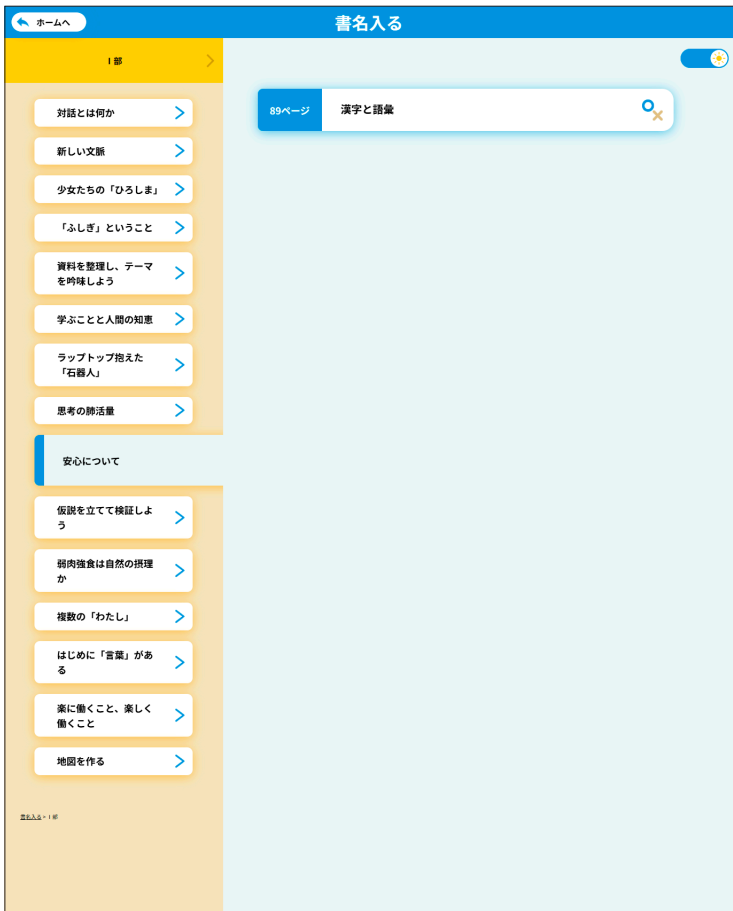 ホームへ
書名入る
Ⅰ部
対話とは何か
新しい文脈
少女たちの「ひろしま」
「ふしぎ」ということ
資料を整理し、テーマ
を吟味しよう
学ぶことと人間の知恵
ラップトップ抱えた
「石器人」
思考の肺活量
安心について
仮説を立てて検証しよ
う
弱肉強食は自然の摂理
か
複数の「わたし」
はじめに「言葉」があ
る
楽に働くこと、楽しく
働くこと
地図を作る
書名入る > Ⅰ部
89ページ
漢字と語彙